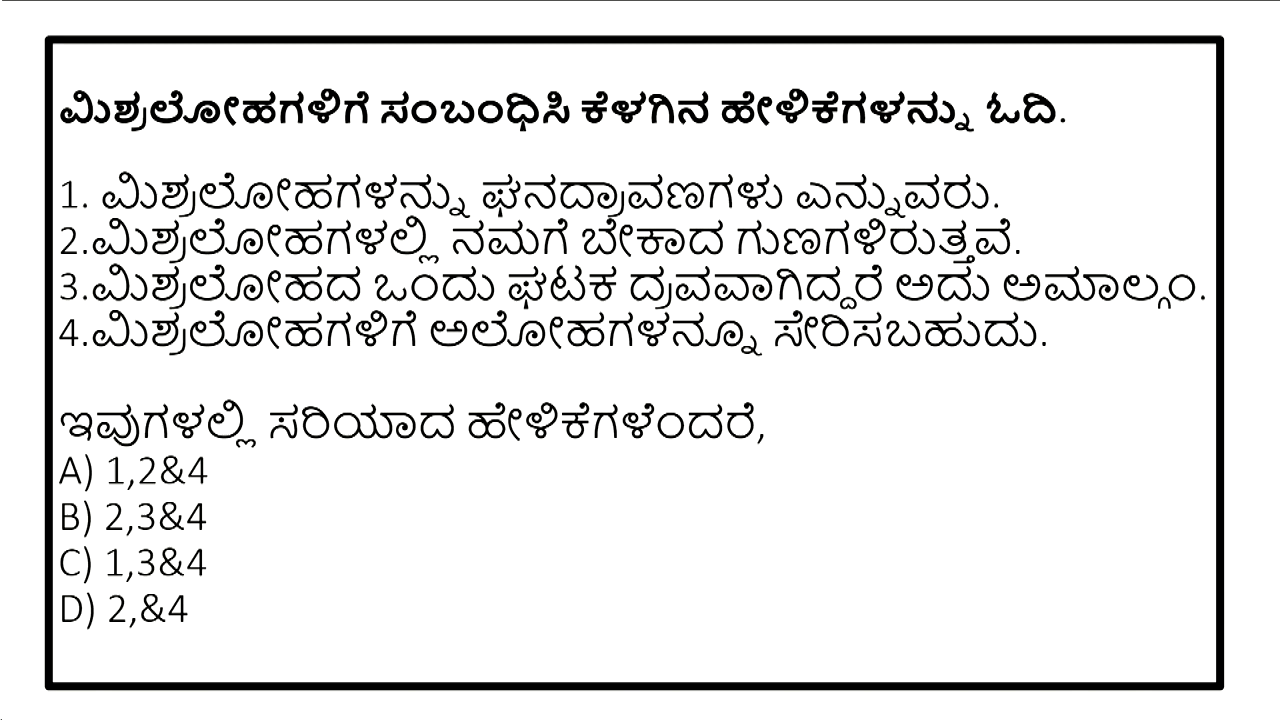 ಮಿಶ್ರಲೋಹಗಳಿಗೆ ಸಂಬಂಧಿಸಿ ಕೆಳಗಿನ ಹೇಳಿಕೆಗಳನ್ನು ಓದಿ.
1. ಮಿಶ್ರಲೋಹಗಳನ್ನು ಘನದ್ರಾವಣಗಳು ಎನ್ನುವರು.
2.ಮಿಶ್ರಲೋಹಗಳಲ್ಲಿ ನಮಗೆ ಬೇಕಾದ ಗುಣಗಳಿರುತ್ತವೆ.
3.ಮಿಶ್ರಲೋಹದ ಒಂದು ಘಟಕ ದ್ರವವಾಗಿದ್ದರೆ ಅದು ಅಮಾಲ್ಗಂ.
4.ಮಿಶ್ರಲೋಹಗಳಿಗೆ ಅಲೋಹಗಳನ್ನೂ ಸೇರಿಸಬಹುದು.
ಇವುಗಳಲ್ಲಿ ಸರಿಯಾದ ಹೇಳಿಕೆಗಳೆಂದರೆ,
A) 1,2&4
B) 2,3&4
C) 1,3&4
D) 2,&4